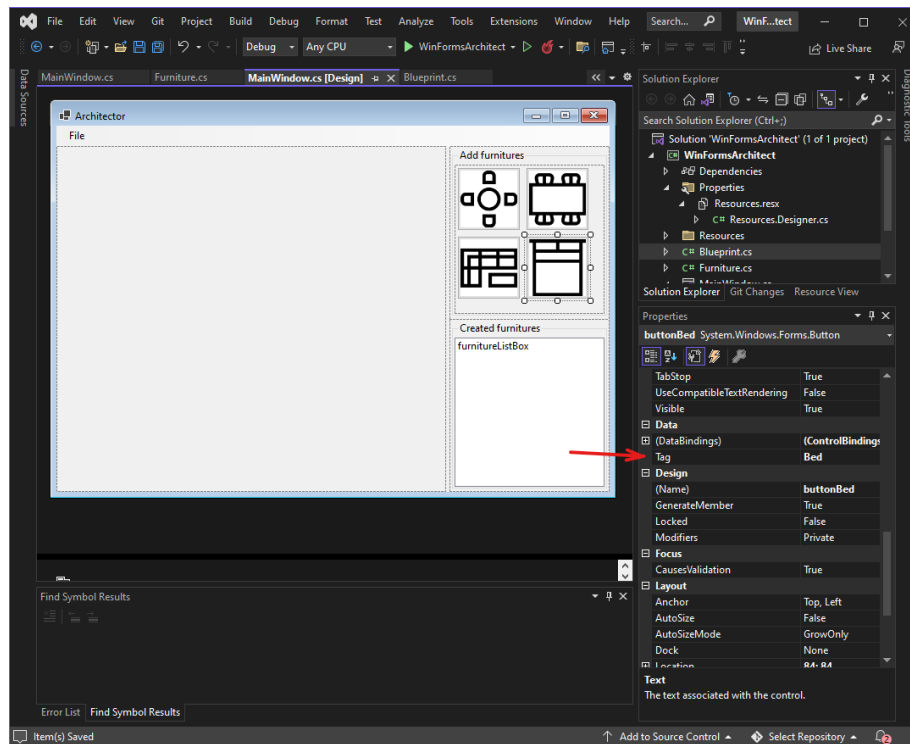 File Edit View Git Project Build Debug Format Test Analyze Tools Extensions Window Help Search... WinF...tect
Debug Any CPU WinFormsArchitect Live Share
Data Sources
MainWindow.cs Furniture.cs MainWindow.cs [Design] Blueprint.cs
Architector
File
Add furnitures
Created furnitures
furnitureListBox
Find Symbol Results
Error List Find Symbol Results
Solution Explorer
Search Solution Explorer (Ctrl+;)
Solution 'WinFormsArchitect' (1 of 1 project)
WinFormsArchitect
Dependencies
Properties
Resources.resx
C# Resources.Designer.cs
Resources
C# Blueprint.cs
C# Furniture.cs
MainWindow.cs
Solution Explorer Git Changes Resource View
Properties
buttonBed System.Windows.Forms.Button
TabStop True
UseCompatibleTextRendering False
Visible True
Data
(DataBindings) (ControlBindings
Tag Bed
Design
(Name) buttonBed
GenerateMember True
Locked False
Modifiers Private
Focus
CausesValidation True
Layout
Anchor Top, Left
AutoSize False
AutoSizeMode GrowOnly
Dock None
Location 84; 84
Text
The text associated with the control.
Diagnostic Tools
Item(s) Saved Add to Source Control Select Repository 2